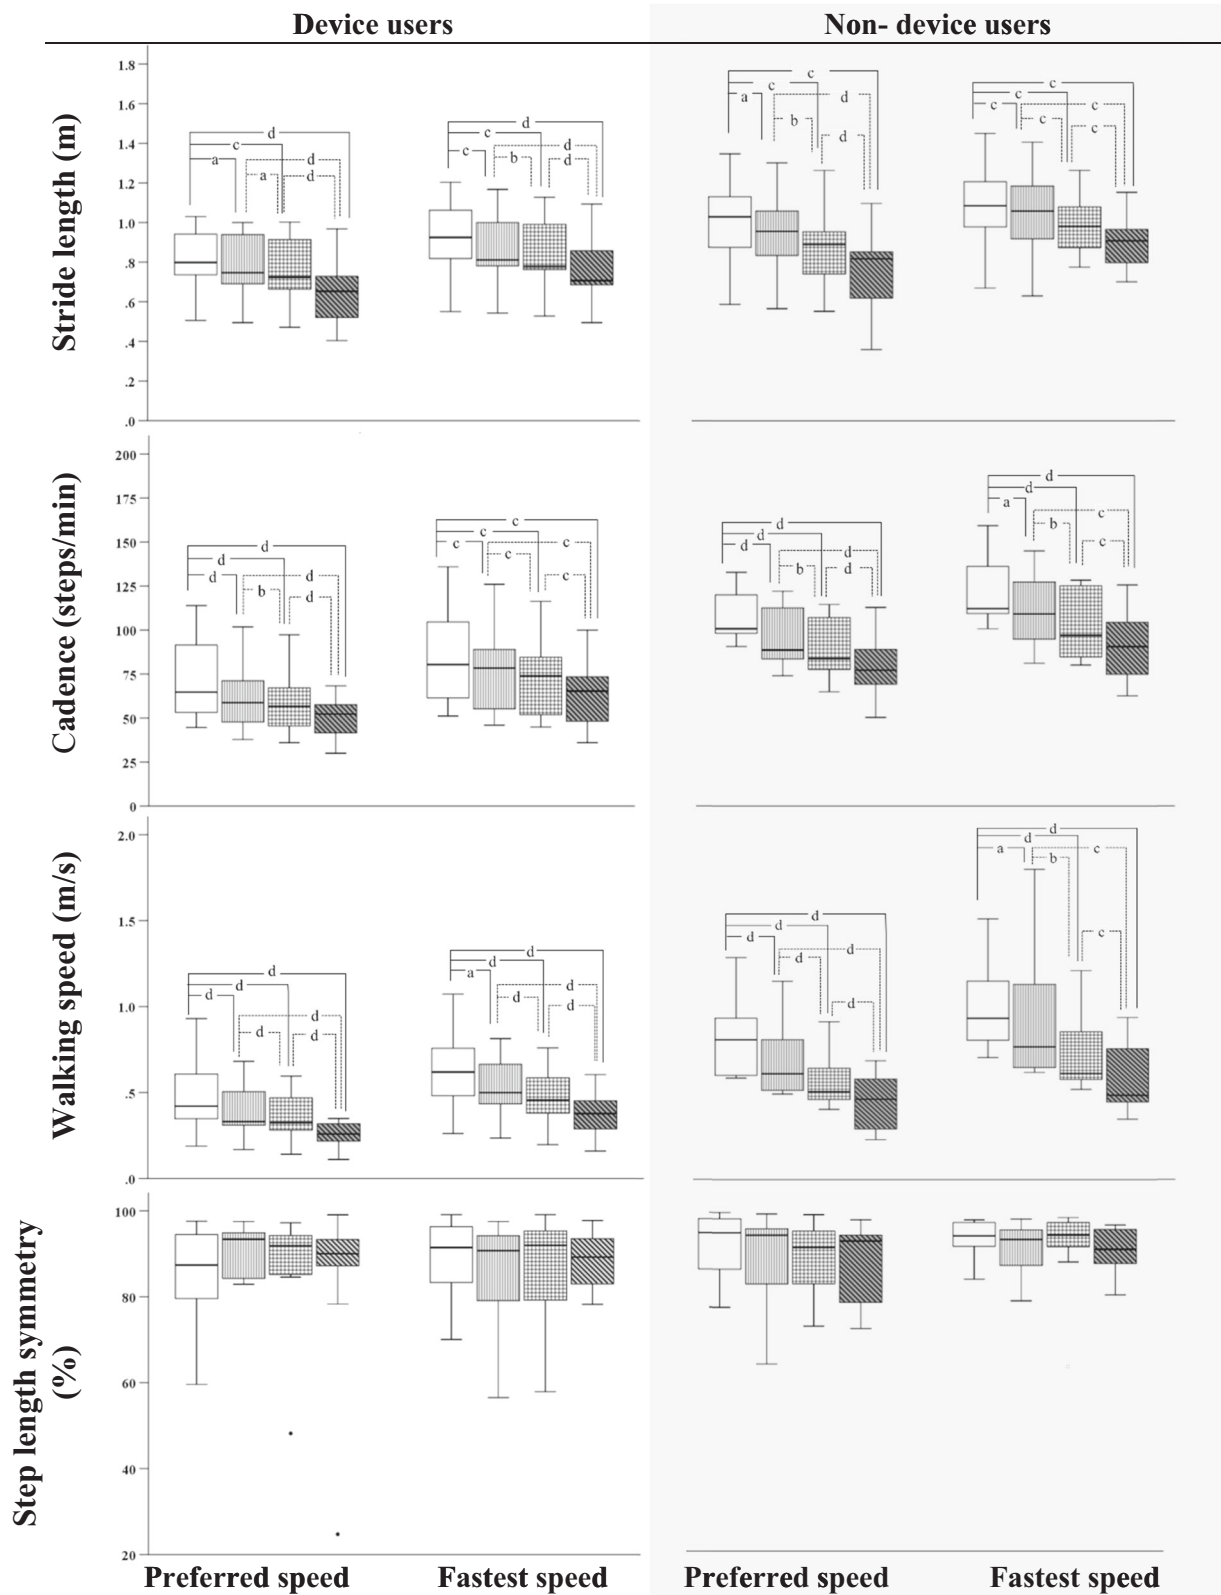 Device users
Non- device users
Stride length (m)
1.8
1.6
1.4
1.2
1.0
.8
.6
.4
.2
.0
d
c
a
d
a
d
d
c
c
d
b
d
c
c
a
d
b
d
c
c
c
c
c
c
Cadence (steps/min)
200
175
150
125
100
75
50
25
0
d
d
d
d
b
d
c
c
c
c
c
c
d
d
d
d
b
d
d
d
a
c
b
c
Walking speed (m/s)
2.0
1.5
1.0
.5
.0
d
d
d
d
d
d
d
d
a
d
d
d
d
d
d
d
d
d
d
d
a
c
b
c
Step length symmetry
(%)
100
80
60
40
20
Preferred speed
Fastest speed
Preferred speed
Fastest speed